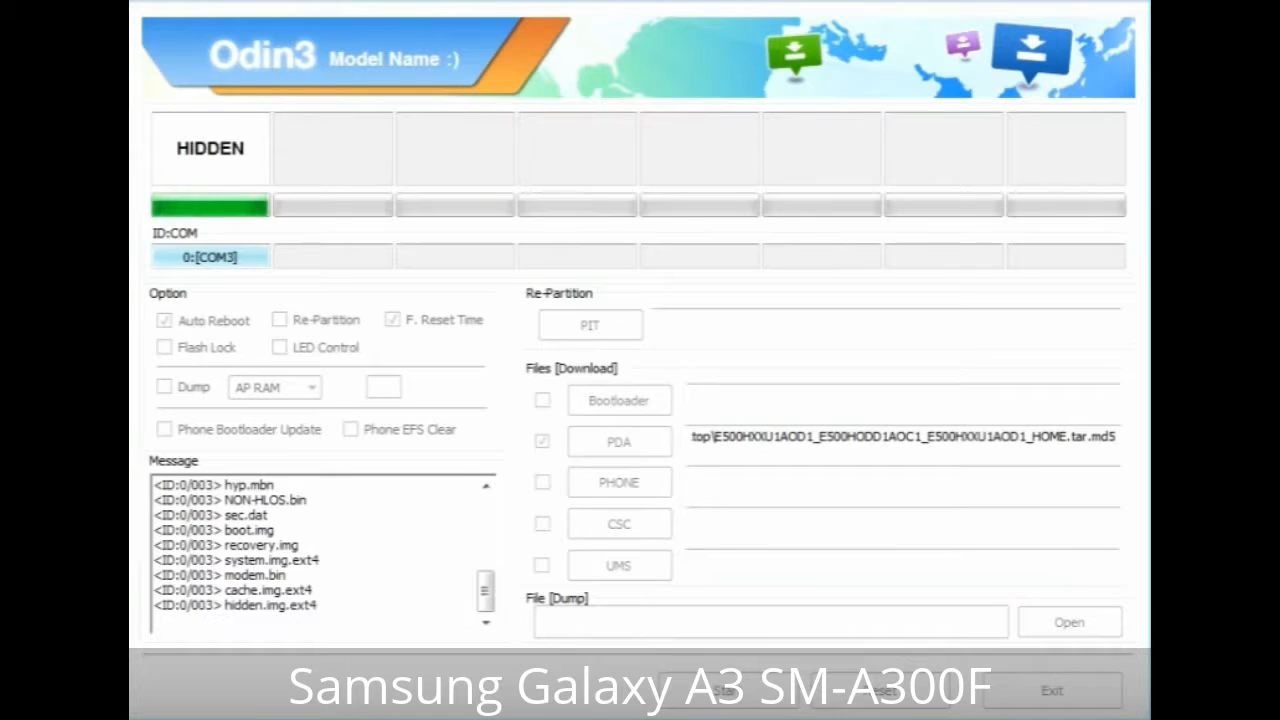 Odin3 Model Name :)
HIDDEN
ID:COM
0:[COM3]
Option
Auto Reboot Re-Partition F. Reset Time
Flash Lock LED Control
Dump AP RAM
Phone Bootloader Update Phone EFS Clear
Message
<ID:0/003> hyp.mbn
<ID:0/003> NON-HLOS.bin
<ID:0/003> sec.dat
<ID:0/003> boot.img
<ID:0/003> recovery.img
<ID:0/003> system.img.ext4
<ID:0/003> modem.bin
<ID:0/003> cache.img.ext4
<ID:0/003> hidden.img.ext4
Re-Partition
PIT
Files [Download]
Bootloader
PDA top\E500HXXU1AOD1_E500HODD1AOC1_E500HXXU1AOD1_HOME.tar.md5
PHONE
CSC
UMS
File [Dump]
Open
Start Reset Exit
Samsung Galaxy A3 SM-A300F